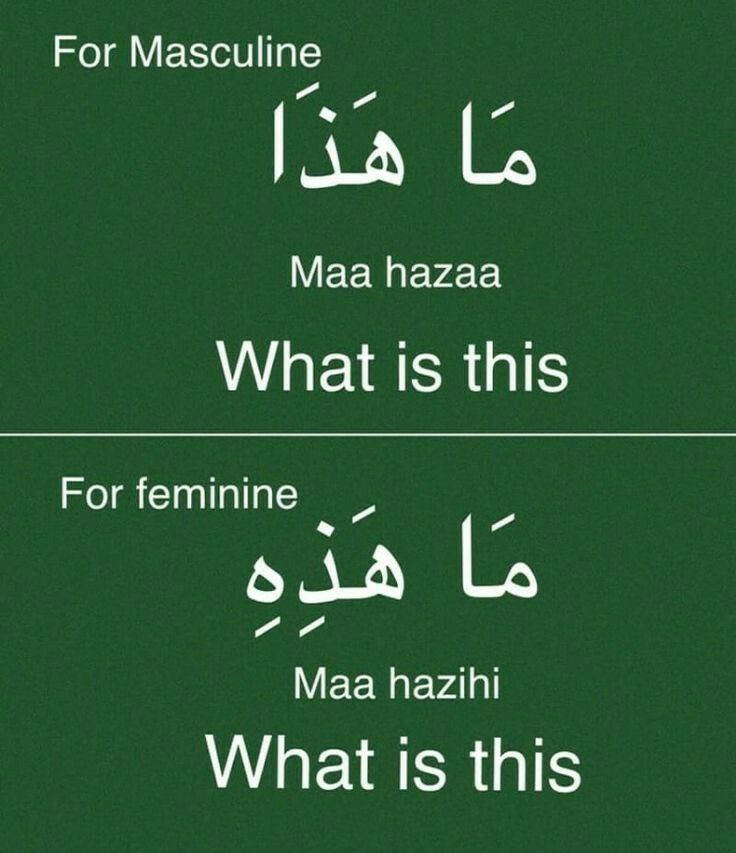 For Masculine
مَا هَذَا
Maa hazaa
What is this
For feminine
مَا هَذِهِ
Maa hazihi
What is this